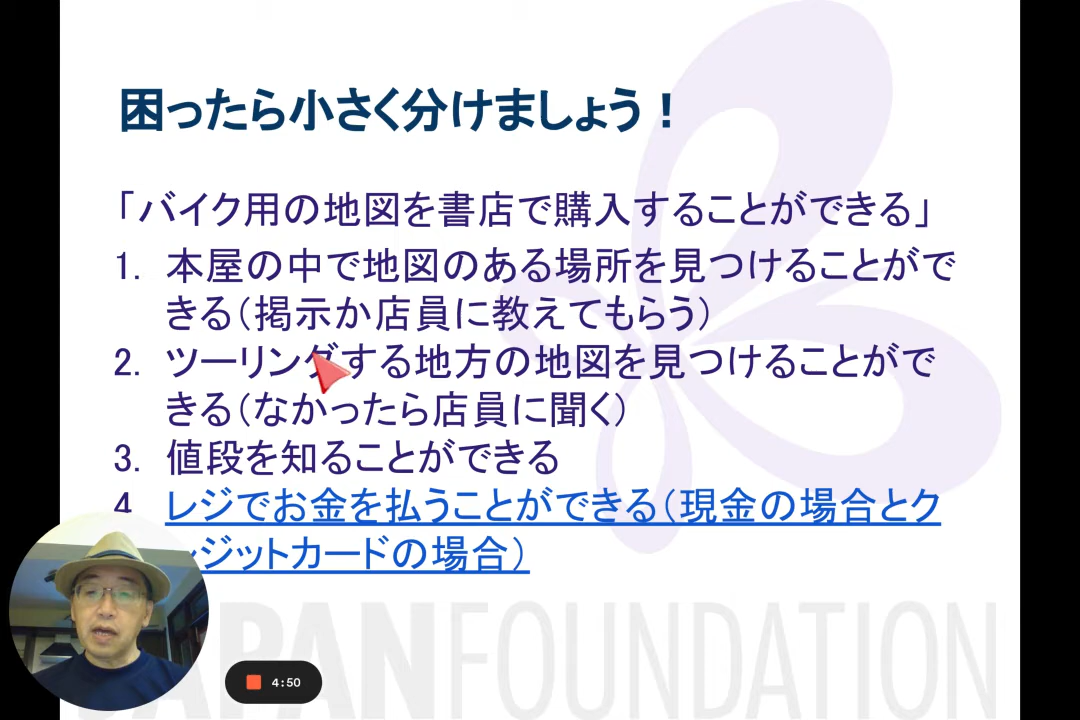 困ったら小さく分けましょう！
「バイク用の地図を書店で購入することができる」
1. 本屋の中で地図のある場所を見つけることがで
きる（掲示か店員に教えてもらう）
2. ツーリングする地方の地図を見つけることがで
きる（なかったら店員に聞く）
3. 値段を知ることができる
4 レジでお金を払うことができる（現金の場合とク
ジットカードの場合）
JAPANFOUNDATION
4:50